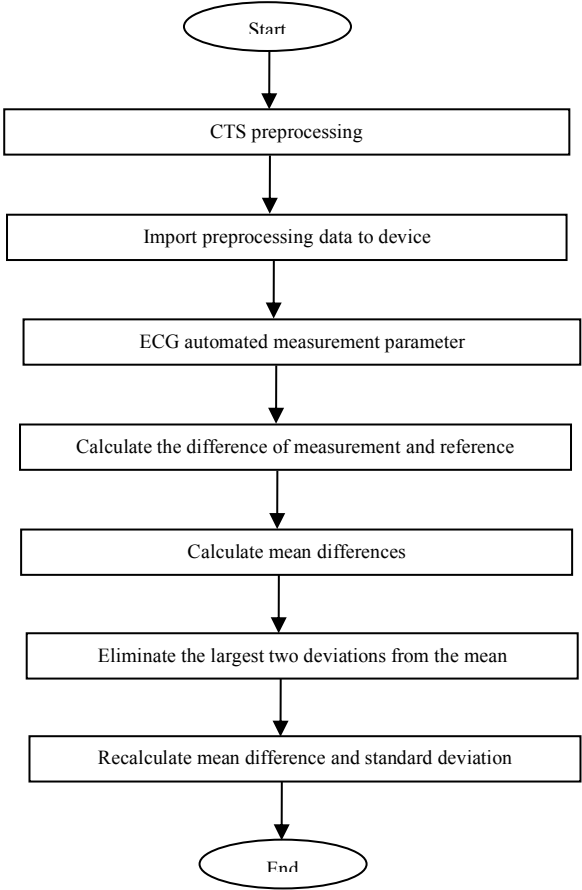 Start
CTS preprocessing
Import preprocessing data to device
ECG automated measurement parameter
Calculate the difference of measurement and reference
Calculate mean differences
Eliminate the largest two deviations from the mean
Recalculate mean difference and standard deviation
End